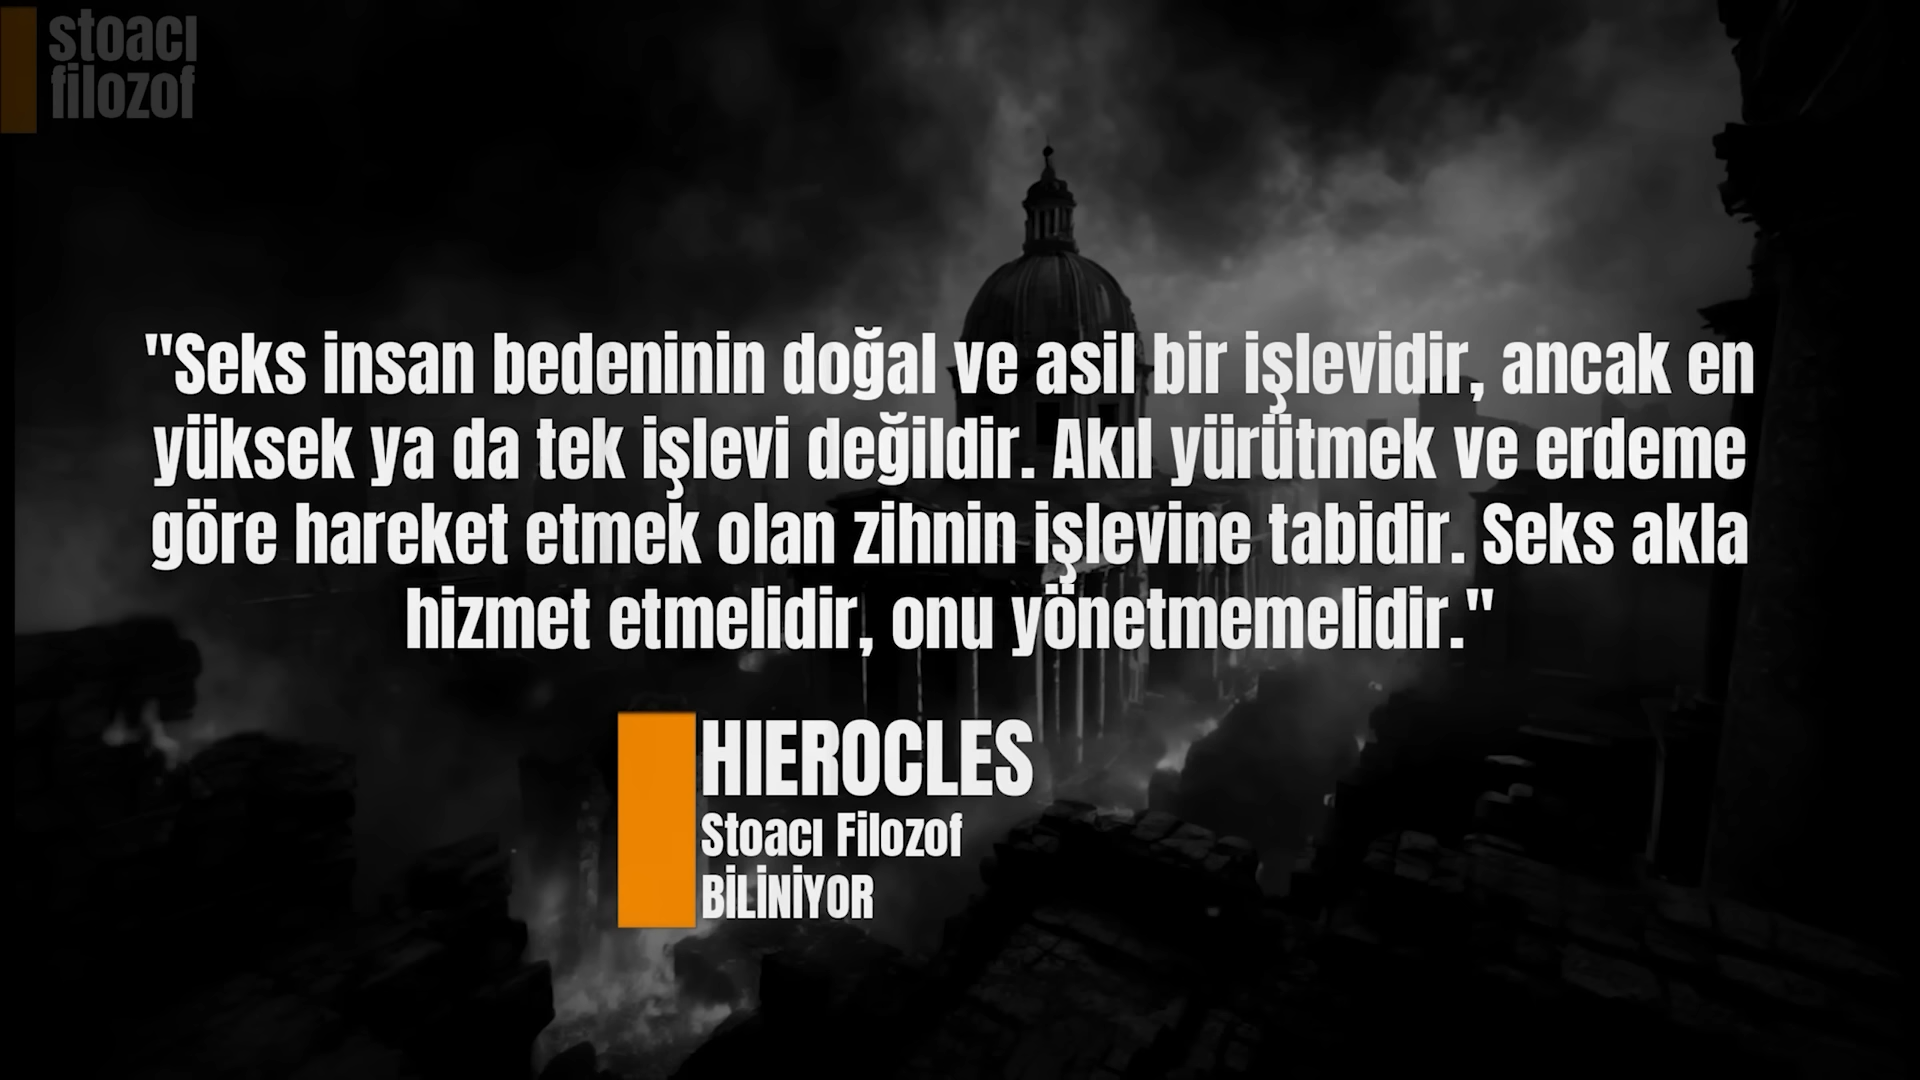 stoacı
filozof
"Seks insan bedeninin doğal ve asil bir işlevidir, ancak en
yüksek ya da tek işlevi değildir. Akıl yürütmek ve erdeme
göre hareket etmek olan zihnin işlevine tabidir. Seks akla
hizmet etmelidir, onu yönetmemelidir."
HIEROCLES
Stoacı Filozof
BİLİNİYOR